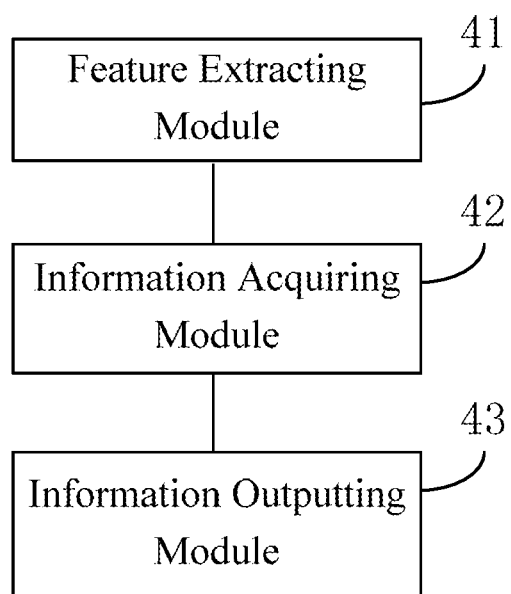 41
Feature Extracting
Module
42
Information Acquiring
Module
43
Information Outputting
Module